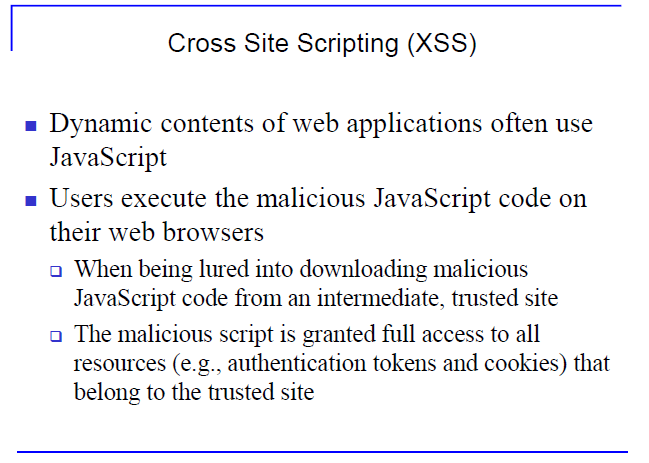 Cross Site Scripting (XSS)
Dynamic contents of web applications often use
JavaScript
Users execute the malicious JavaScript code on
their web browsers
When being lured into downloading malicious
JavaScript code from an intermediate, trusted site
The malicious script is granted full access to all
resources (e.g., authentication tokens and cookies) that
belong to the trusted site